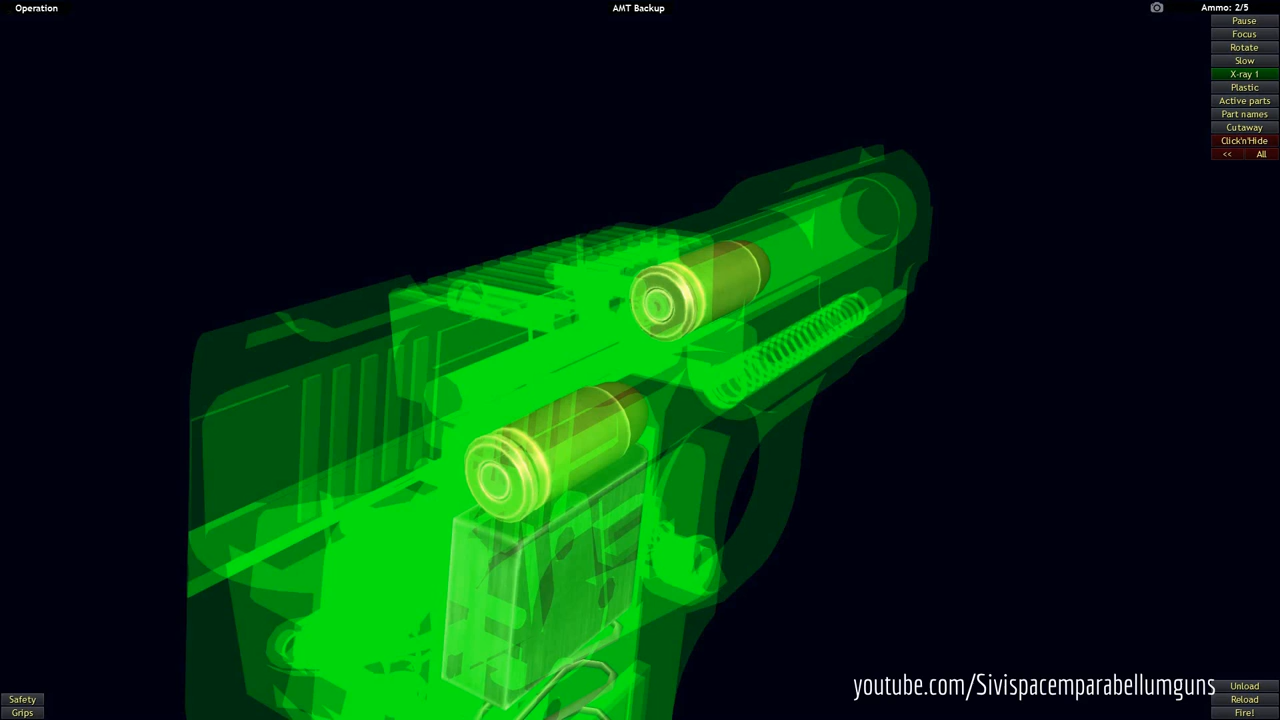 Operation
AMT Backup
Ammo: 2/5
Pause
Focus
Rotate
Slow
X-ray 1
Plastic
Active parts
Part names
Cutaway
Click'n'Hide
<< All
youtube.com/Sivispacemparabellumguns
Safety
Grips
Unload
Reload
Fire!